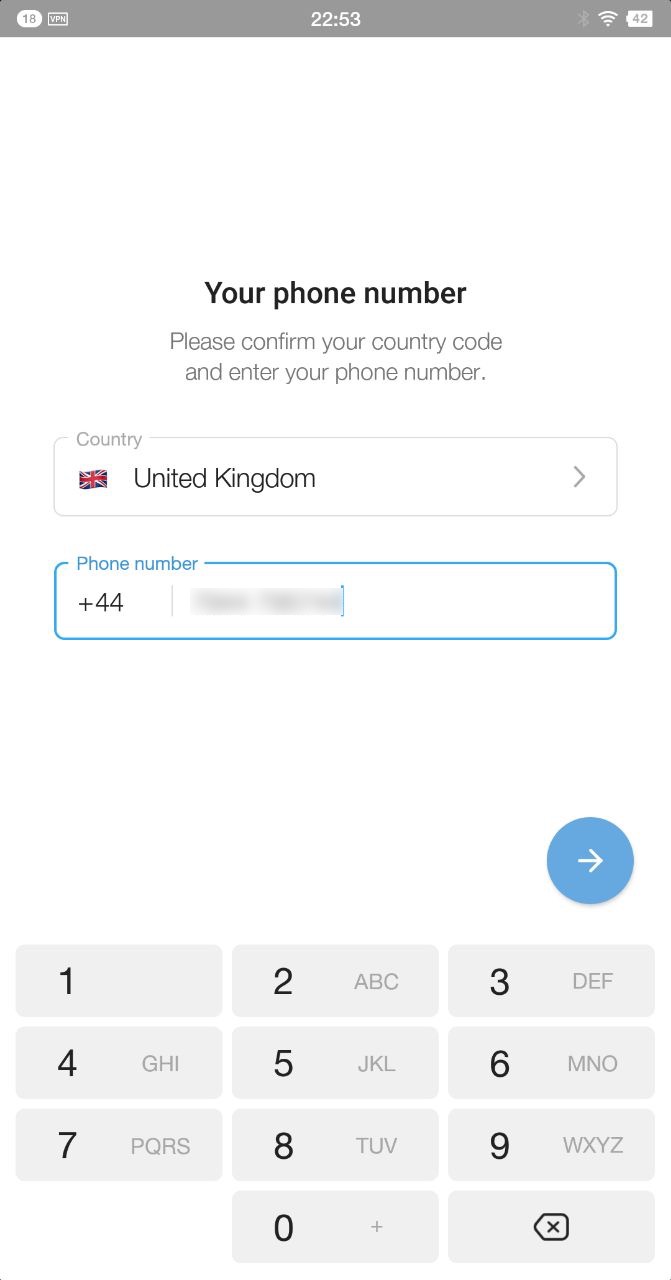 18 VPN 22:53 42
Your phone number
Please confirm your country code
and enter your phone number.
Country
United Kingdom
Phone number
+44
1 2 ABC 3 DEF
4 GHI 5 JKL 6 MNO
7 PQRS 8 TUV 9 WXYZ
0 +